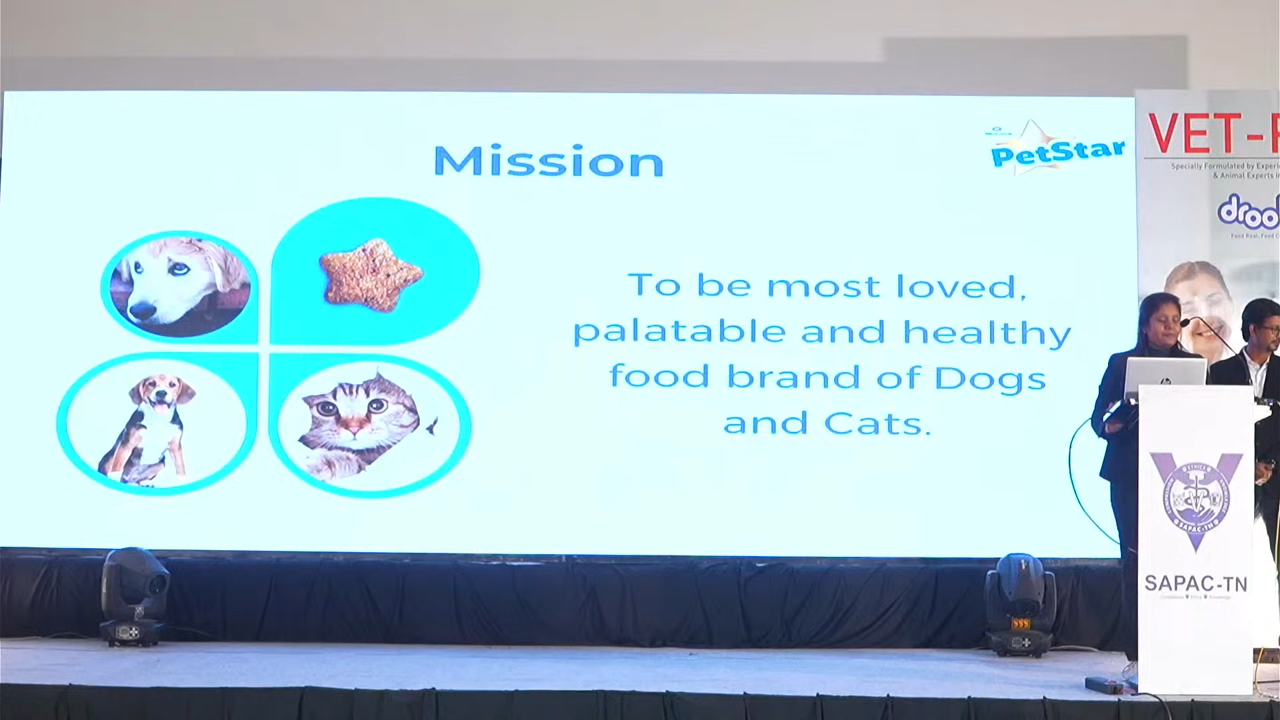 Mission
PetStar
To be most loved,
palatable and healthy
food brand of Dogs
and Cats.
VET-
Specially Formulated by
& Animal Experts
SAPAC-TN